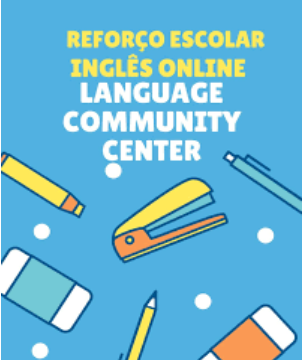 REFORÇO ESCOLAR
INGLÊS ONLINE
LANGUAGE
COMMUNITY
CENTER